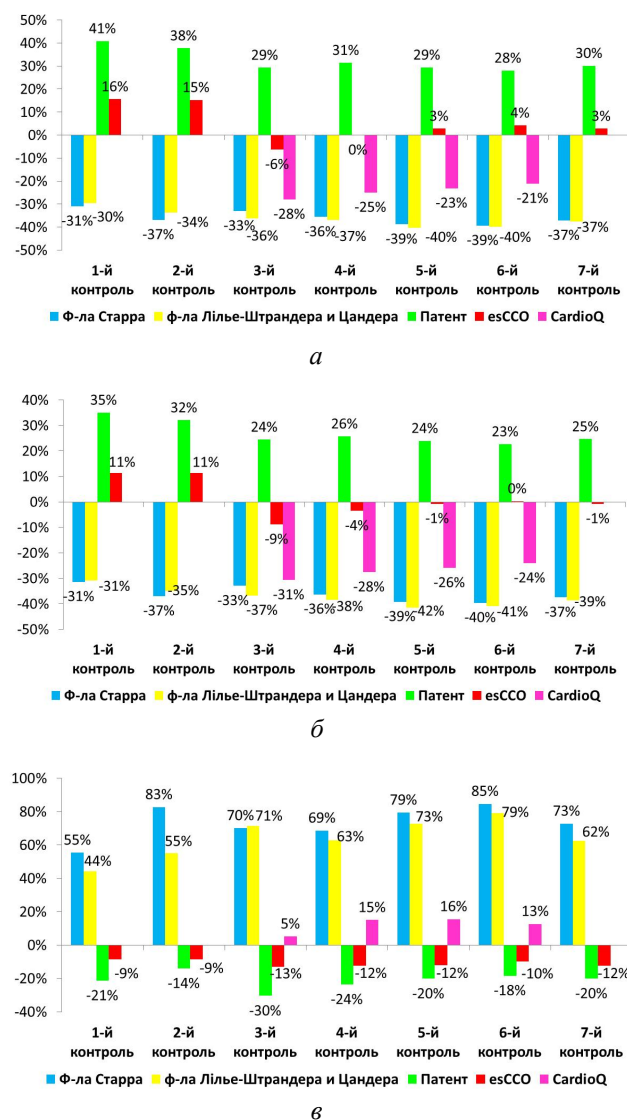 50%
40%
30%
20%
10%
0%
-10%
-20%
-30%
-40%
-50%
41% 38% 29% 31% 29% 28% 30%
16% 15% -6% 0% 3% 4% 3%
-28% -25% -23% -21%
-31% -30% -37% -34% -33% -36% -36% -37% -39% -40% -39% -40% -37% -37%
1-й 2-й 3-й 4-й 5-й 6-й 7-й
контроль контроль контроль контроль контроль контроль контроль
Ф-ла Старра ф-ла Лілье-Штрандера и Цандера Патент esCCO CardioQ
а
40%
30%
20%
10%
0%
-10%
-20%
-30%
-40%
-50%
35% 32% 24% 26% 24% 23% 25%
11% 11% -9% -4% -1% 0% -1%
-31% -28% -26% -24%
-31% -31% -37% -35% -33% -37% -36% -38% -39% -42% -40% -41% -37% -39%
1-й 2-й 3-й 4-й 5-й 6-й 7-й
контроль контроль контроль контроль контроль контроль контроль
Ф-ла Старра ф-ла Лілье-Штрандера и Цандера Патент esCCO CardioQ
б
100%
80%
60%
40%
20%
0%
-20%
-40%
55% 44% 83% 55% 70% 71% 69% 63% 79% 73% 85% 79% 73% 62%
5% 15% 16% 13%
-21% -9% -14% -9% -30% -13% -24% -12% -20% -12% -18% -10% -20% -12%
1-й 2-й 3-й 4-й 5-й 6-й 7-й
контроль контроль контроль контроль контроль контроль контроль
Ф-ла Старра ф-ла Лілье-Штрандера и Цандера Патент esCCO CardioQ
в